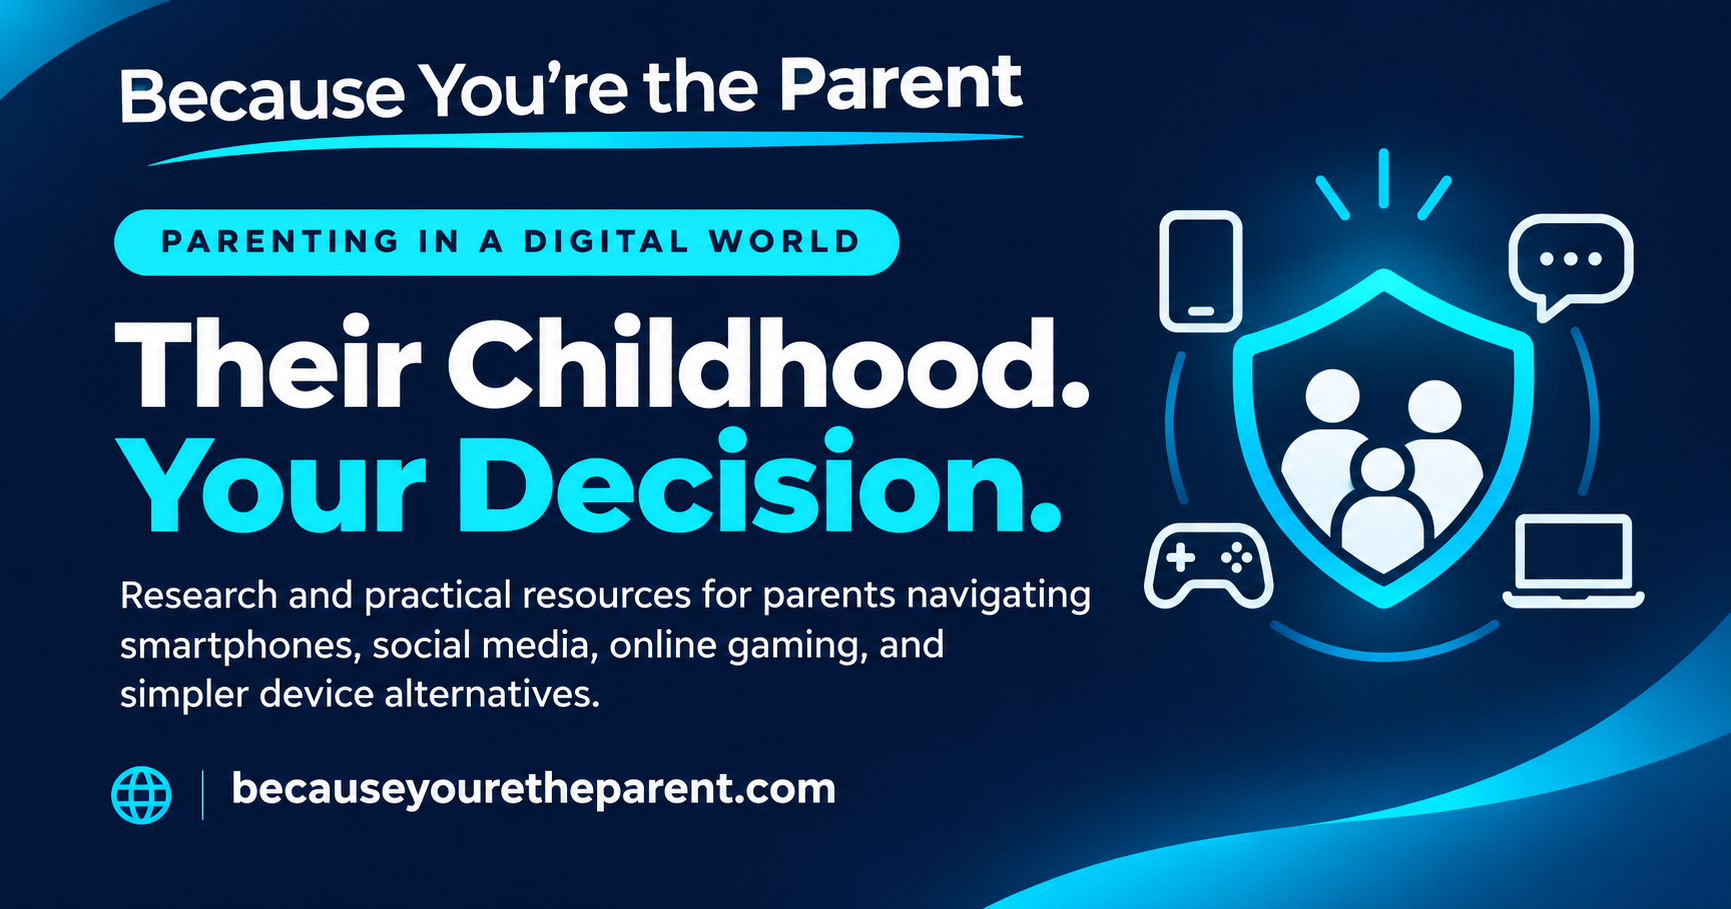 Because You're the Parent
PARENTING IN A DIGITAL WORLD
Their Childhood.
Your Decision.
Research and practical resources for parents navigating
smartphones, social media, online gaming, and
simpler device alternatives.
becauseyouretheparent.com